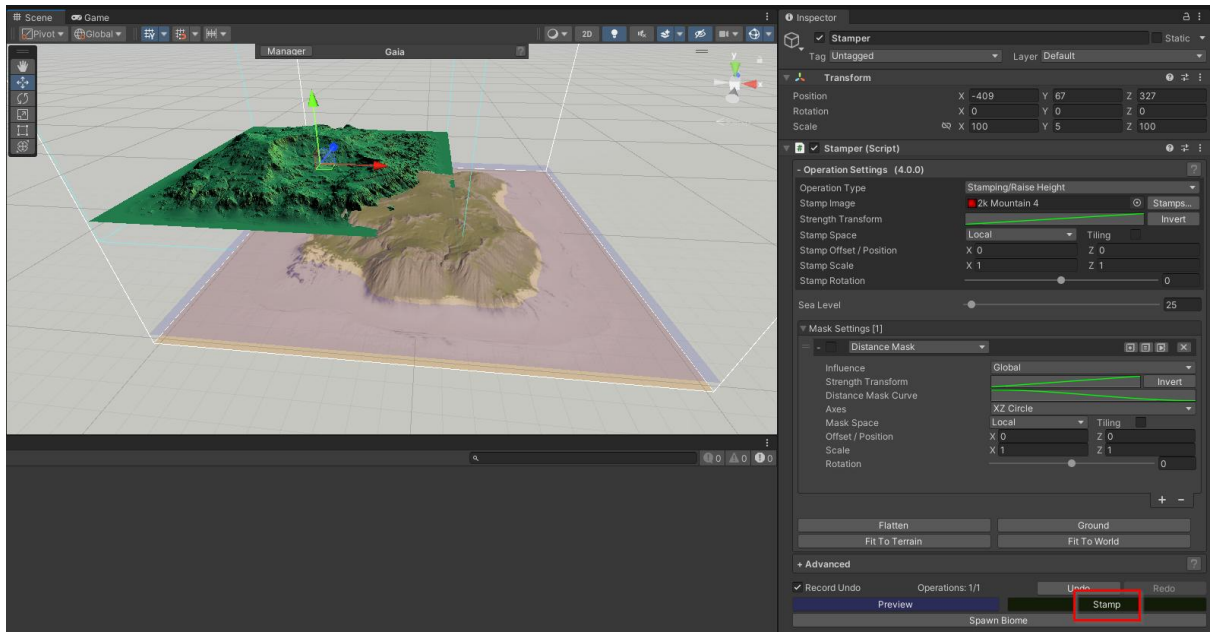 Scene Game
Pivot Global
2D
Manager Gaia
y
x
Inspector
Stamper Static
Tag Untagged Layer Default
Transform
Position X -409 Y 67 Z 327
Rotation X 0 Y 0 Z 0
Scale X 100 Y 5 Z 100
Stamper (Script)
- Operation Settings (4.0.0)
Operation Type Stamping/Raise Height
Stamp Image 2k Mountain 4 Stamps...
Strength Transform Invert
Stamp Space Local Tiling
Stamp Offset / Position X 0 Z 0
Stamp Scale X 1 Z 1
Stamp Rotation 0
Sea Level 25
Mask Settings [1]
- Distance Mask
Influence Global
Strength Transform Invert
Distance Mask Curve
Axes XZ Circle
Mask Space Local Tiling
Offset / Position X 0 Z 0
Scale X 1 Z 1
Rotation 0
+ -
Flatten Ground
Fit To Terrain Fit To World
+ Advanced
Record Undo Operations: 1/1 Undo Redo
Preview Stamp
Spawn Biome
0 0 0